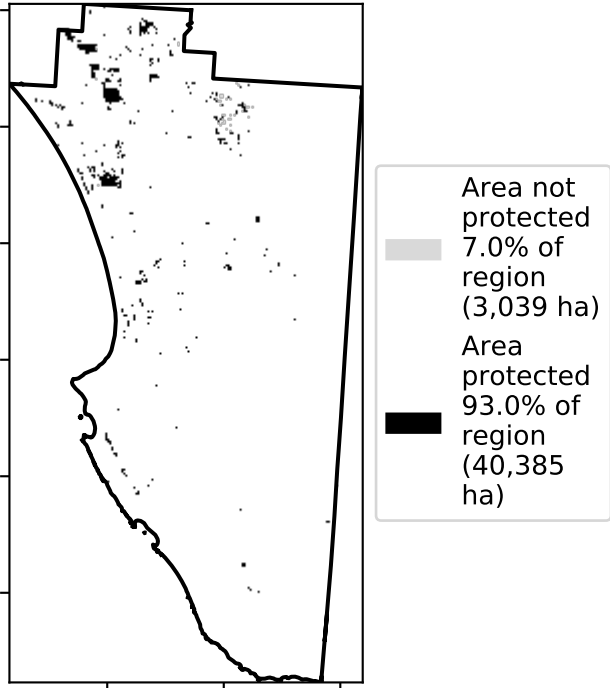 Area not
protected
7.0% of
region
(3,039 ha)
Area
protected
93.0% of
region
(40,385
ha)